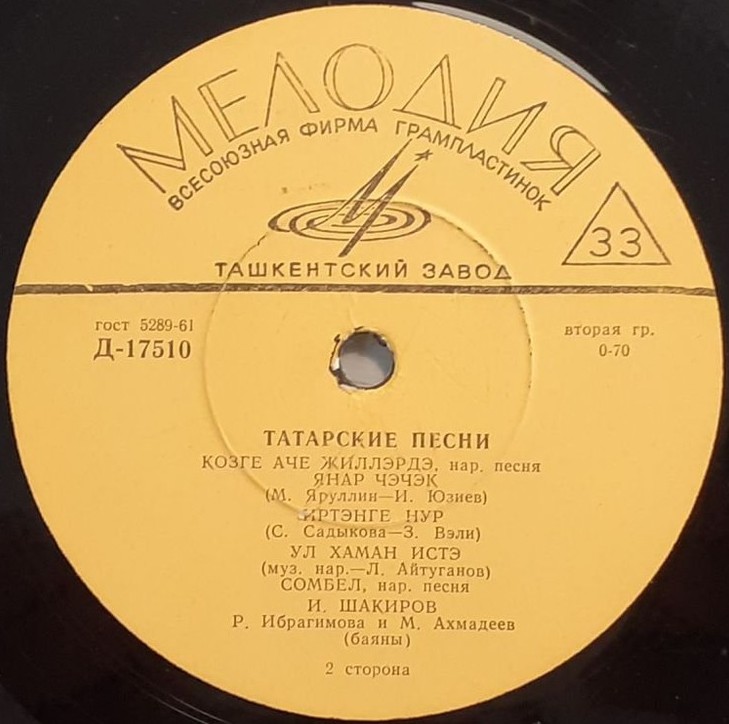 МЕЛОДИЯ
ВСЕСОЮЗНАЯ ФИРМА ГРАМПЛАСТИНОК
33
ТАШКЕНТСКИЙ ЗАВОД
гост 5289-61
Д-17510
вторая гр.
0-70
ТАТАРСКИЕ ПЕСНИ
ҚОЗГЕ АЧЕ ЖИЛЛЭРДЭ, нар. песня
ЯНАР ЧЭЧЭК
(М. Яруллин—И. Юзиев)
ИРТЭНГЕ НУР
(С. Садыкова—З. Вэли)
УЛ ХАМАН ИСТЭ
(муз. нар.—Л. Айтуганов)
СОМБЕЛ, нар. песня
И. ШАКИРОВ
Р. Ибрагимова и М. Ахмадеев
(баяны)
2 сторона